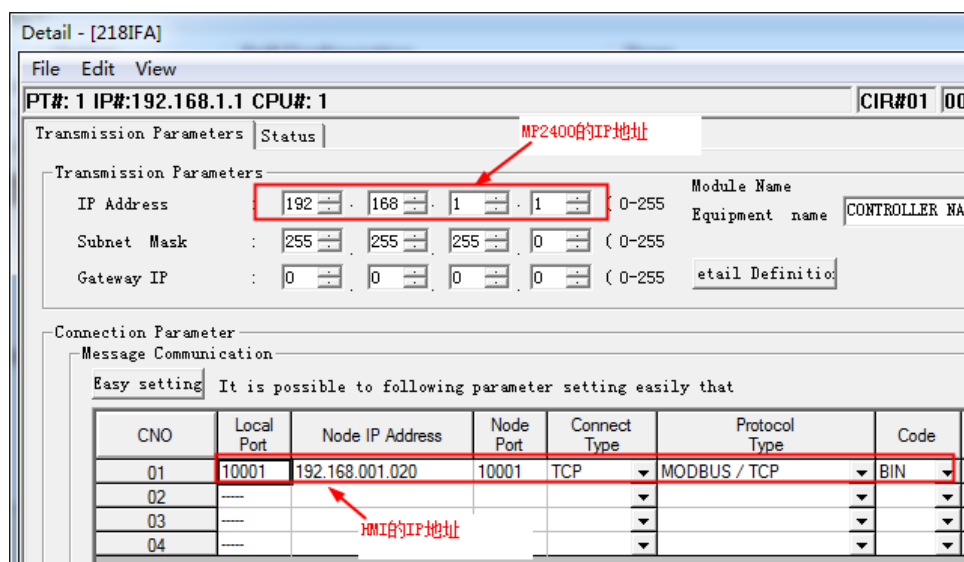 Detail - [218IFA]
File Edit View
PT#: 1 IP#:192.168.1.1 CPU#: 1 CIR#01 00
Transmission Parameters Status
MP2400的IP地址
Transmission Parameters
IP Address : 192 . 168 . 1 . 1 ( 0-255
Module Name
Equipment name CONTROLLER NA
Subnet Mask : 255 . 255 . 255 . 0 ( 0-255
Gateway IP : 0 . 0 . 0 . 0 ( 0-255
etail Definitio
Connection Parameter
Message Communication
Easy setting It is possible to following parameter setting easily that
CNO Local Port Node IP Address Node Port Connect Type Protocol Type Code
01 10001 192.168.001.020 10001 TCP MODBUS / TCP BIN
02 -----
03 -----
04 -----
HMI的IP地址